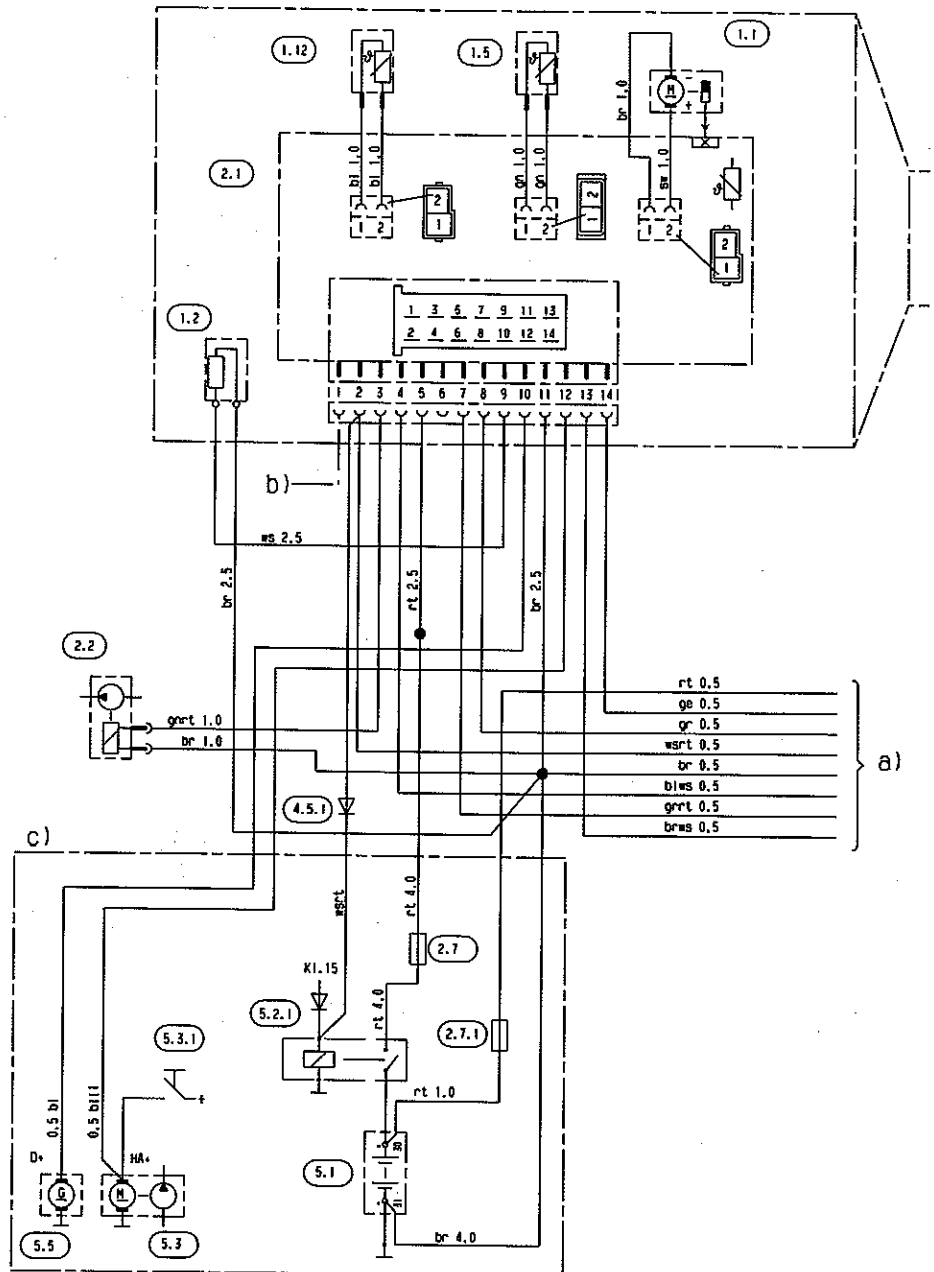 1.12
1.5
1.1
M
-
+
br 1.0
2.1
bl 1.0
bl 1.0
gn 1.0
gn 1.0
sw 1.0
1 2
2
1
1 2
2
1
1 2
2
1
1.2
1 3 5 7 9 11 13
2 4 6 8 10 12 14
1 2 3 4 5 6 7 8 9 10 11 12 13 14
b)
ws 2.5
br 2.5
rt 2.5
br 2.5
2.2
gnrt 1.0
br 1.0
rt 0.5
ge 0.5
gr 0.5
wsrt 0.5
br 0.5
blws 0.5
grrt 0.5
brws 0.5
a)
4.5.1
c)
wsrt
rt 4.0
2.7
Kl.15
5.2.1
rt 4.0
2.7.1
5.3.1
+
rt 1.0
0.5 bl
0.5 blli
D+
HA+
30
5.1
31
G
M
br 4.0
5.5
5.3